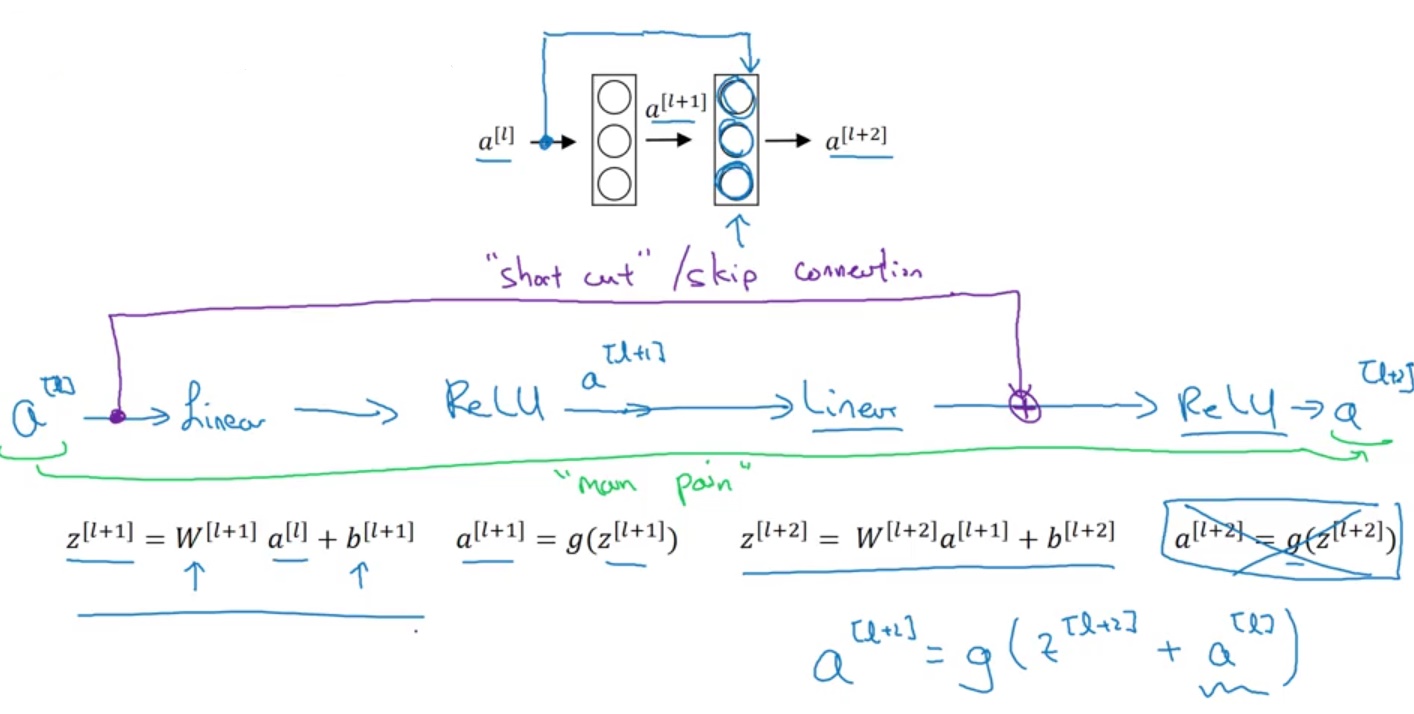 a^[l] a^[l+1] a^[l+2]
"short cut" / skip connection
a^[l] → Linear → ReLU a^[l+1] → Linear → ReLU → a^[l+2]
"main path"
z^[l+1] = W^[l+1] a^[l] + b^[l+1] a^[l+1] = g(z^[l+1]) z^[l+2] = W^[l+2]a^[l+1] + b^[l+2] a^[l+2] = g(z^[l+2])
a^[l+2] = g(z^[l+2] + a^[l])